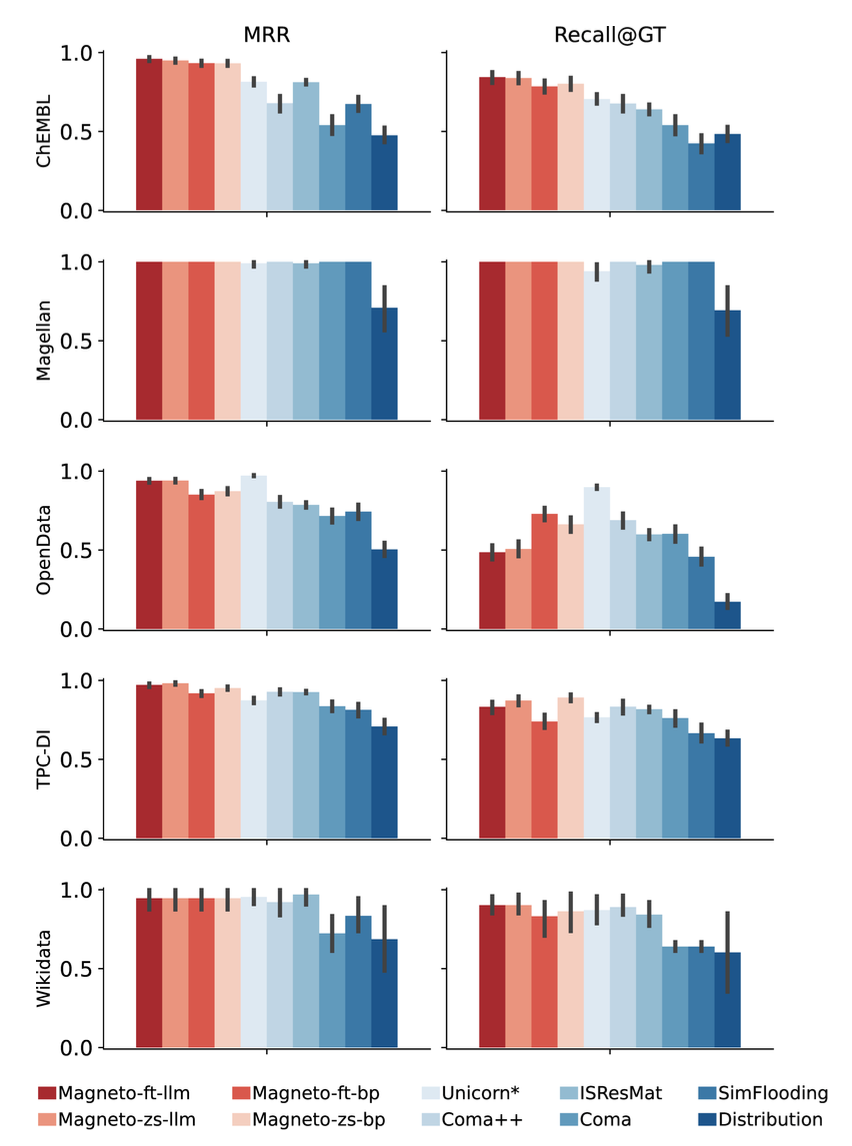 MRR Recall@GT
1.0
0.5
0.0
ChEMBL
1.0
0.5
0.0
Magellan
1.0
0.5
0.0
OpenData
1.0
0.5
0.0
TPC-DI
1.0
0.5
0.0
Wikidata
Magneto-ft-llm Magneto-ft-bp Unicorn* ISResMat SimFlooding
Magneto-zs-llm Magneto-zs-bp Coma++ Coma Distribution